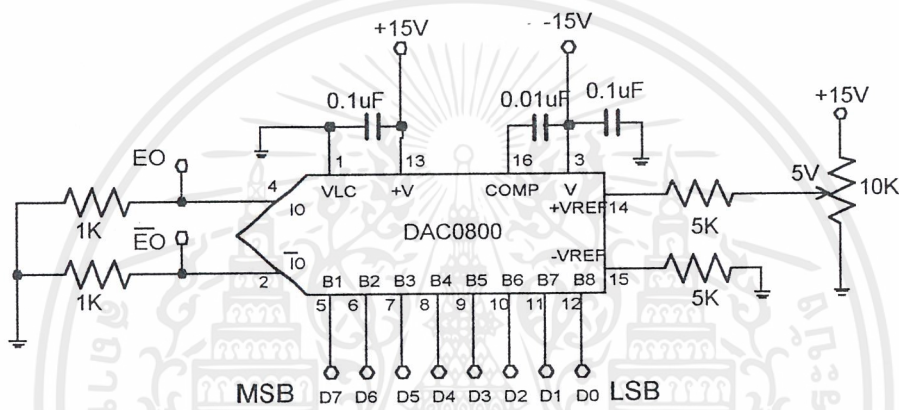 +15V
-15V
0.1uF
0.01uF
0.1uF
+15V
1
13
16
3
EO
4
VLC
+V
COMP
V
5V
10K
IO
+VREF
14
1K
DAC0800
5K
EO
-VREF
IO
15
2
B1
B2
B3
B4
B5
B6
B7
B8
1K
5K
5
6
7
8
9
10
11
12
MSB
D7
D6
D5
D4
D3
D2
D1
D0
LSB